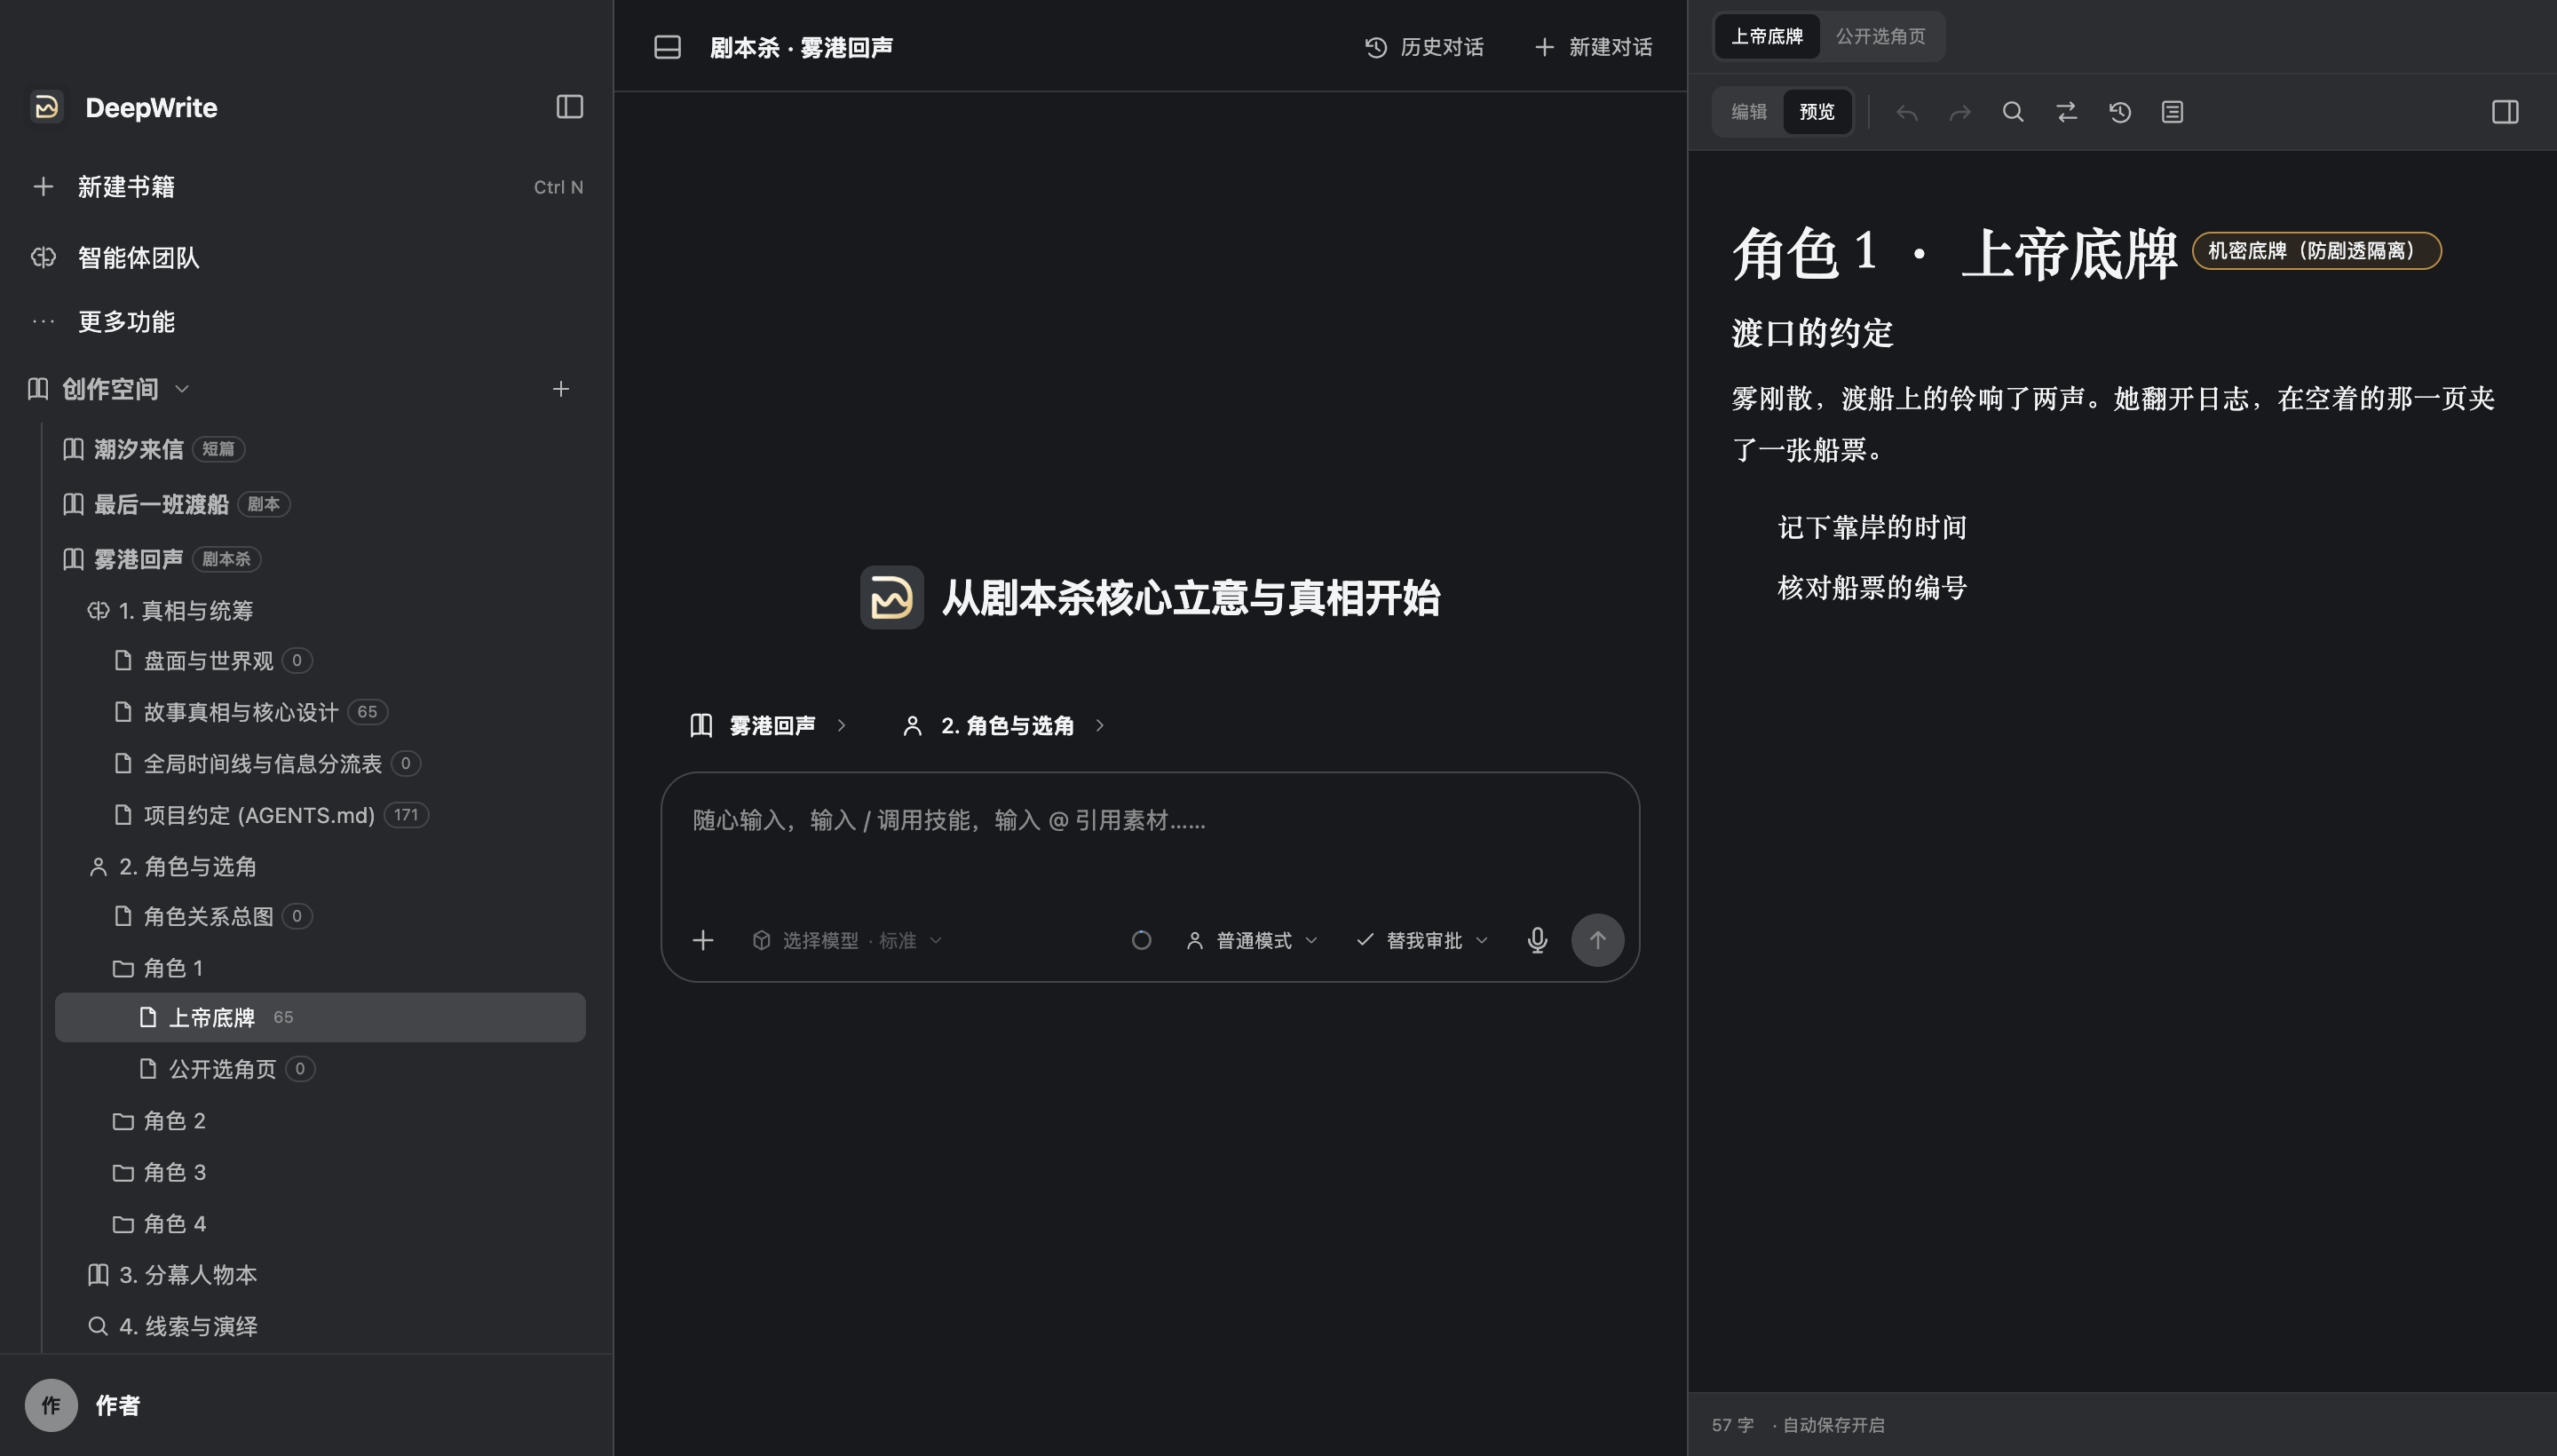 DeepWrite
新建书籍 Ctrl N
智能体团队
更多功能
创作空间
潮汐来信 短篇
最后一班渡船 剧本
雾港回声 剧本杀
1. 真相与统筹
盘面与世界观 0
故事真相与核心设计 65
全局时间线与信息分流表 0
项目约定 (AGENTS.md) 171
2. 角色与选角
角色关系总图 0
角色 1
上帝底牌 65
公开选角页 0
角色 2
角色 3
角色 4
3. 分幕人物本
4. 线索与演绎
作 作者
剧本杀 · 雾港回声 历史对话 新建对话
从剧本杀核心立意与真相开始
雾港回声 2. 角色与选角
随心输入，输入 / 调用技能，输入 @ 引用素材……
选择模型 · 标准 普通模式 替我审批
上帝底牌 公开选角页
编辑 预览
角色 1 · 上帝底牌 机密底牌（防剧透隔离）
渡口的约定
雾刚散，渡船上的铃响了两声。她翻开日志，在空着的那一页夹
了一张船票。
记下靠岸的时间
核对船票的编号
57 字 · 自动保存开启